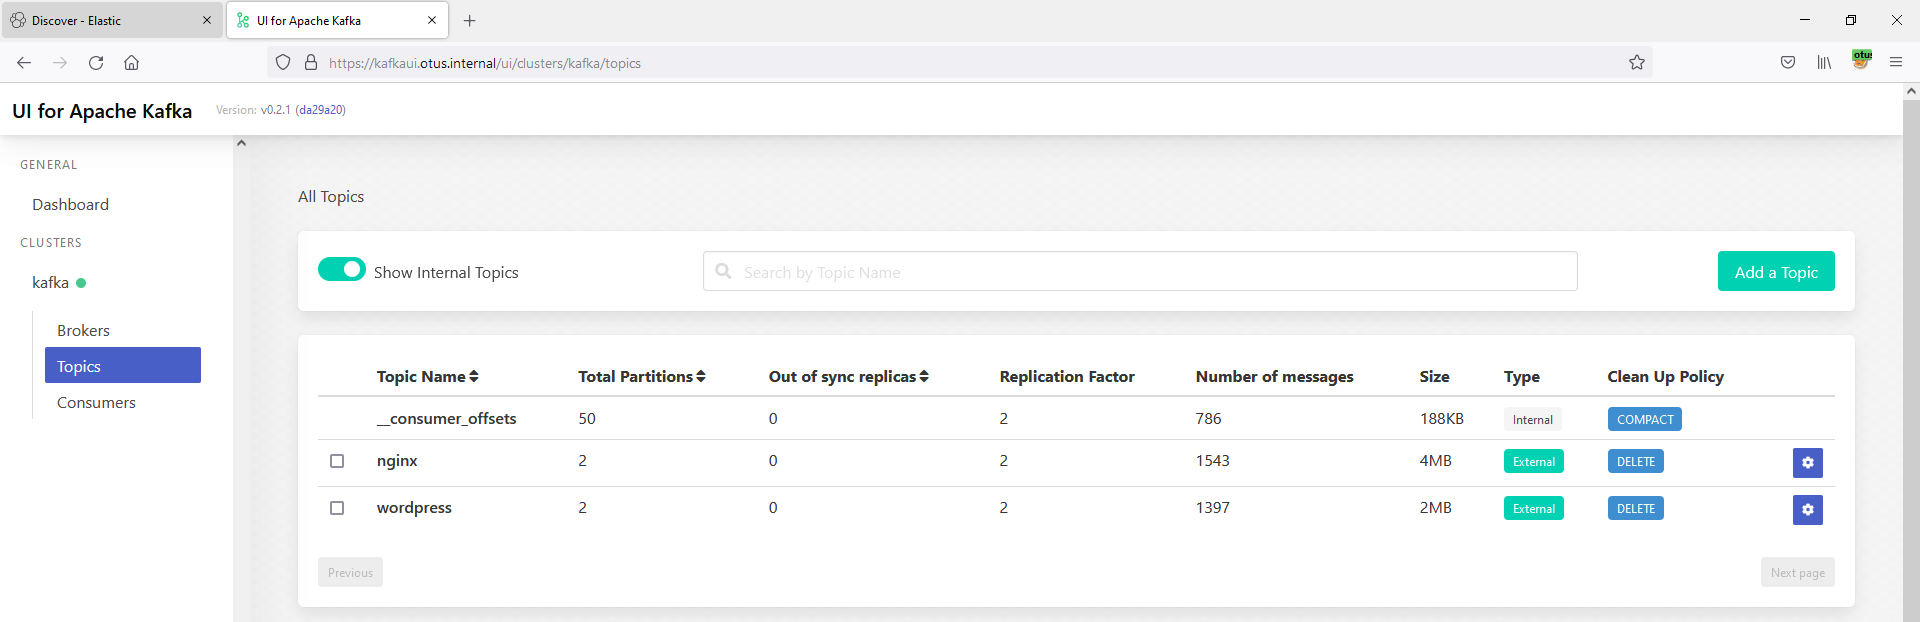 Discover - Elastic
UI for Apache Kafka
https://kafkaui.otus.internal/ui/clusters/kafka/topics
otus
UI for Apache Kafka Version: v0.2.1 (da29a20)
GENERAL
Dashboard
CLUSTERS
kafka
Brokers
Topics
Consumers
All Topics
Show Internal Topics Search by Topic Name Add a Topic
Topic Name Total Partitions Out of sync replicas Replication Factor Number of messages Size Type Clean Up Policy
__consumer_offsets 50 0 2 786 188KB Internal COMPACT
nginx 2 0 2 1543 4MB External DELETE
wordpress 2 0 2 1397 2MB External DELETE
Previous Next page